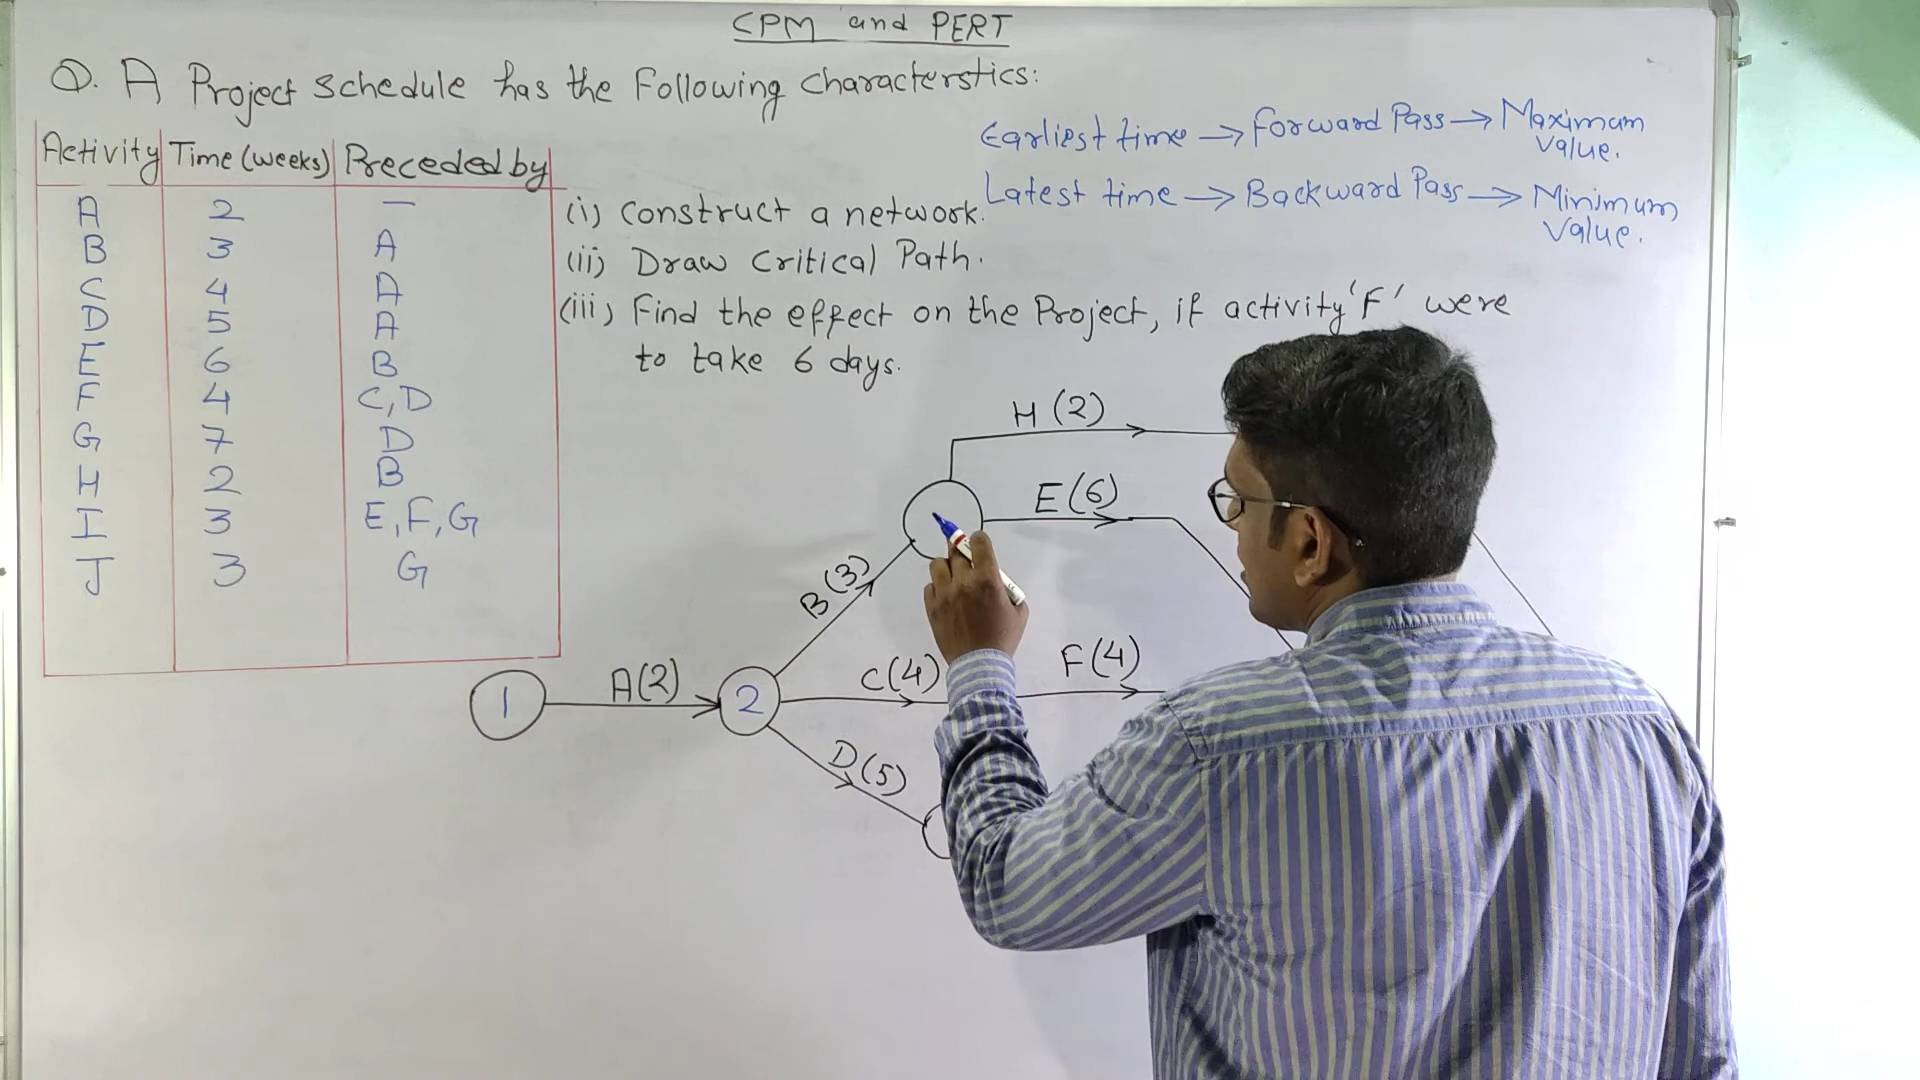 CPM and PERT
Q. A Project schedule has the Following characterstics:
Activity Time (weeks) Preceded by
A 2 —
B 3 A
C 4 A
D 5 A
E 6 B
F 4 C, D
G 7 D
H 2 B
I 3 E, F, G
J 3 G
Earliest time → Forward Pass → Maximum
Value.
Latest time → Backward Pass → Minimum
Value.
(i) Construct a network.
(ii) Draw Critical Path.
(iii) Find the effect on the Project, if activity 'F' were
to take 6 days.
H (2)
E (6)
B (3)
F (4)
C (4)
A (2)
1
2
D (5)